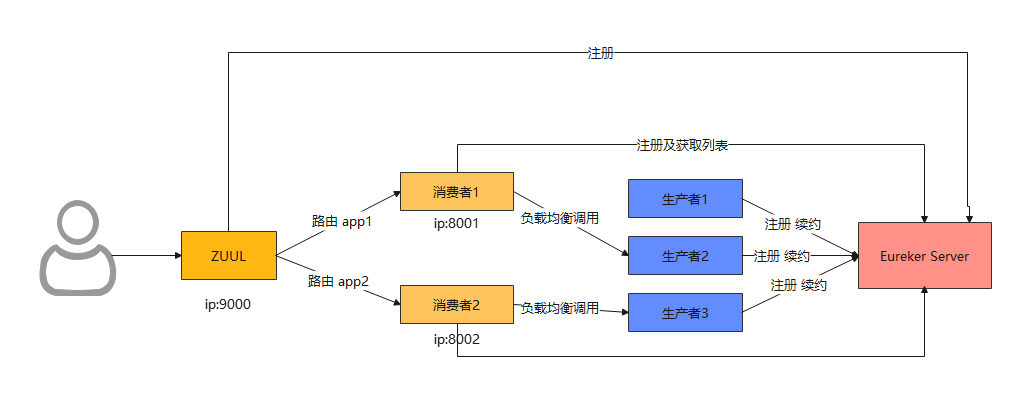 注册
注册及获取列表
消费者1
生产者1
ip:8001
路由 app1
负载均衡调用
注册 续约
ZUUL
生产者2
注册 续约
Eureker Server
路由 app2
注册 续约
ip:9000
消费者2
负载均衡调用
生产者3
ip:8002